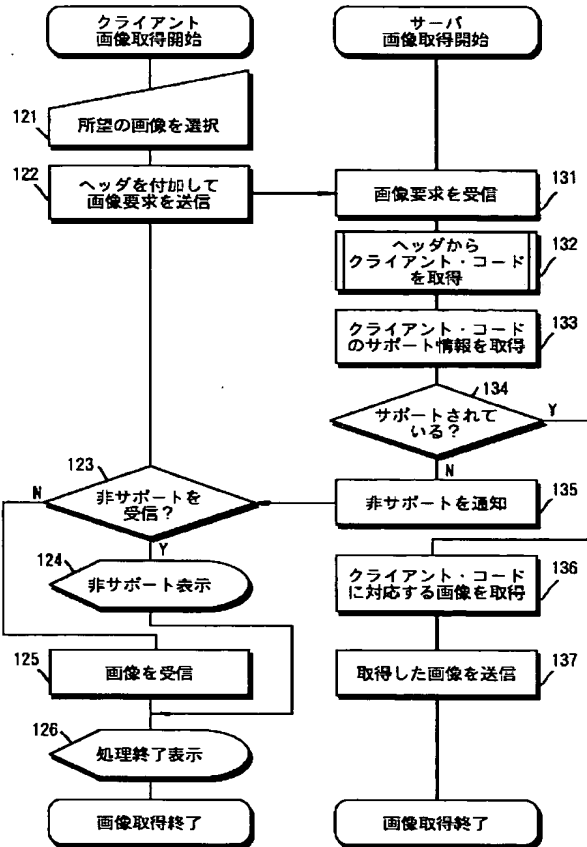 クライアント
画像取得開始
121
所望の画像を選択
122
ヘッダを付加して
画像要求を送信
123
N
非サポートを
受信？
Y
124
非サポート表示
125
画像を受信
126
処理終了表示
画像取得終了
サーバ
画像取得開始
131
画像要求を受信
132
ヘッダから
クライアント・コード
を取得
133
クライアント・コード
のサポート情報を取得
134
サポートされて
いる？
Y
N
135
非サポートを通知
136
クライアント・コード
に対応する画像を取得
137
取得した画像を送信
画像取得終了